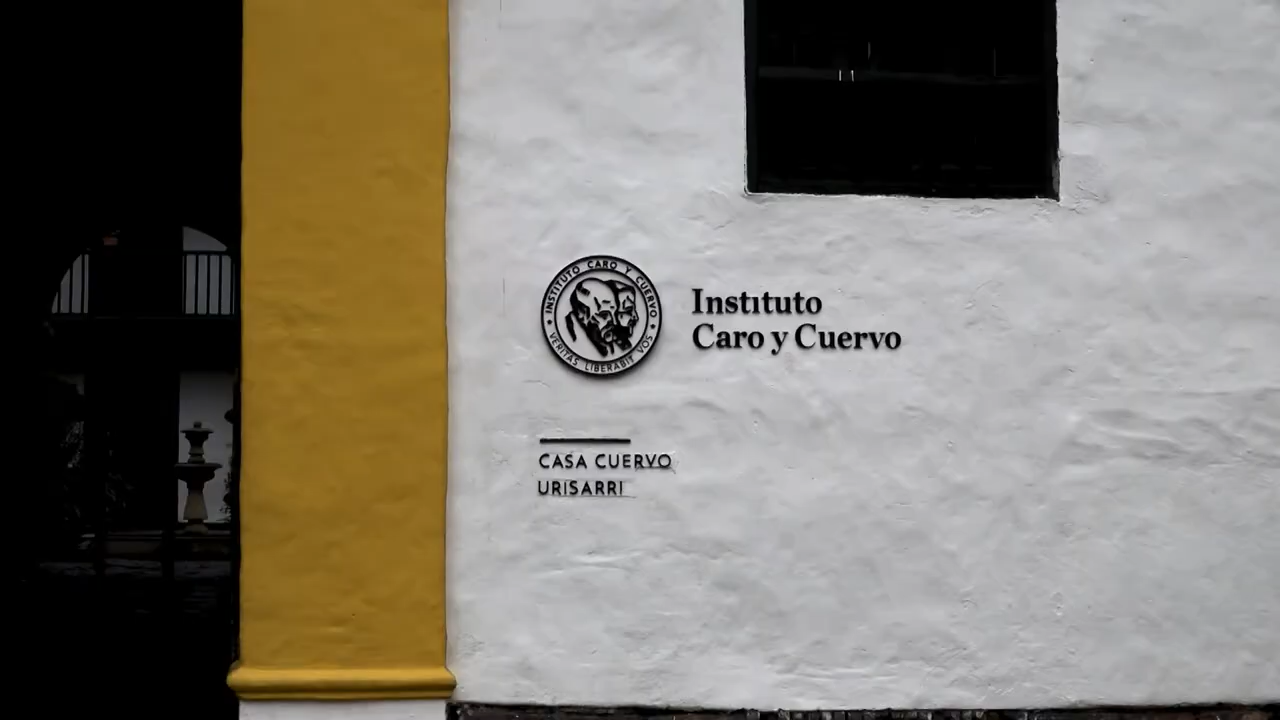 INSTITUTO CARO Y CUERVO
VERITAS LIBERABIT VOS
Instituto
Caro y Cuervo
CASA CUERVO
URISARRI